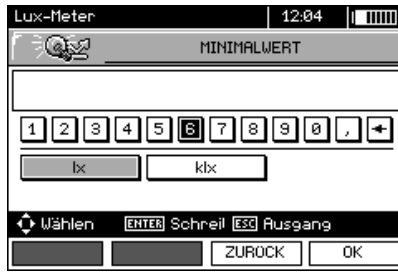 Lux-Meter 12:04
MINIMALWERT
1 2 3 4 5 6 7 8 9 0 ,
lx klx
Wählen ENTER Schreil ESC Ausgang
ZURÜCK OK